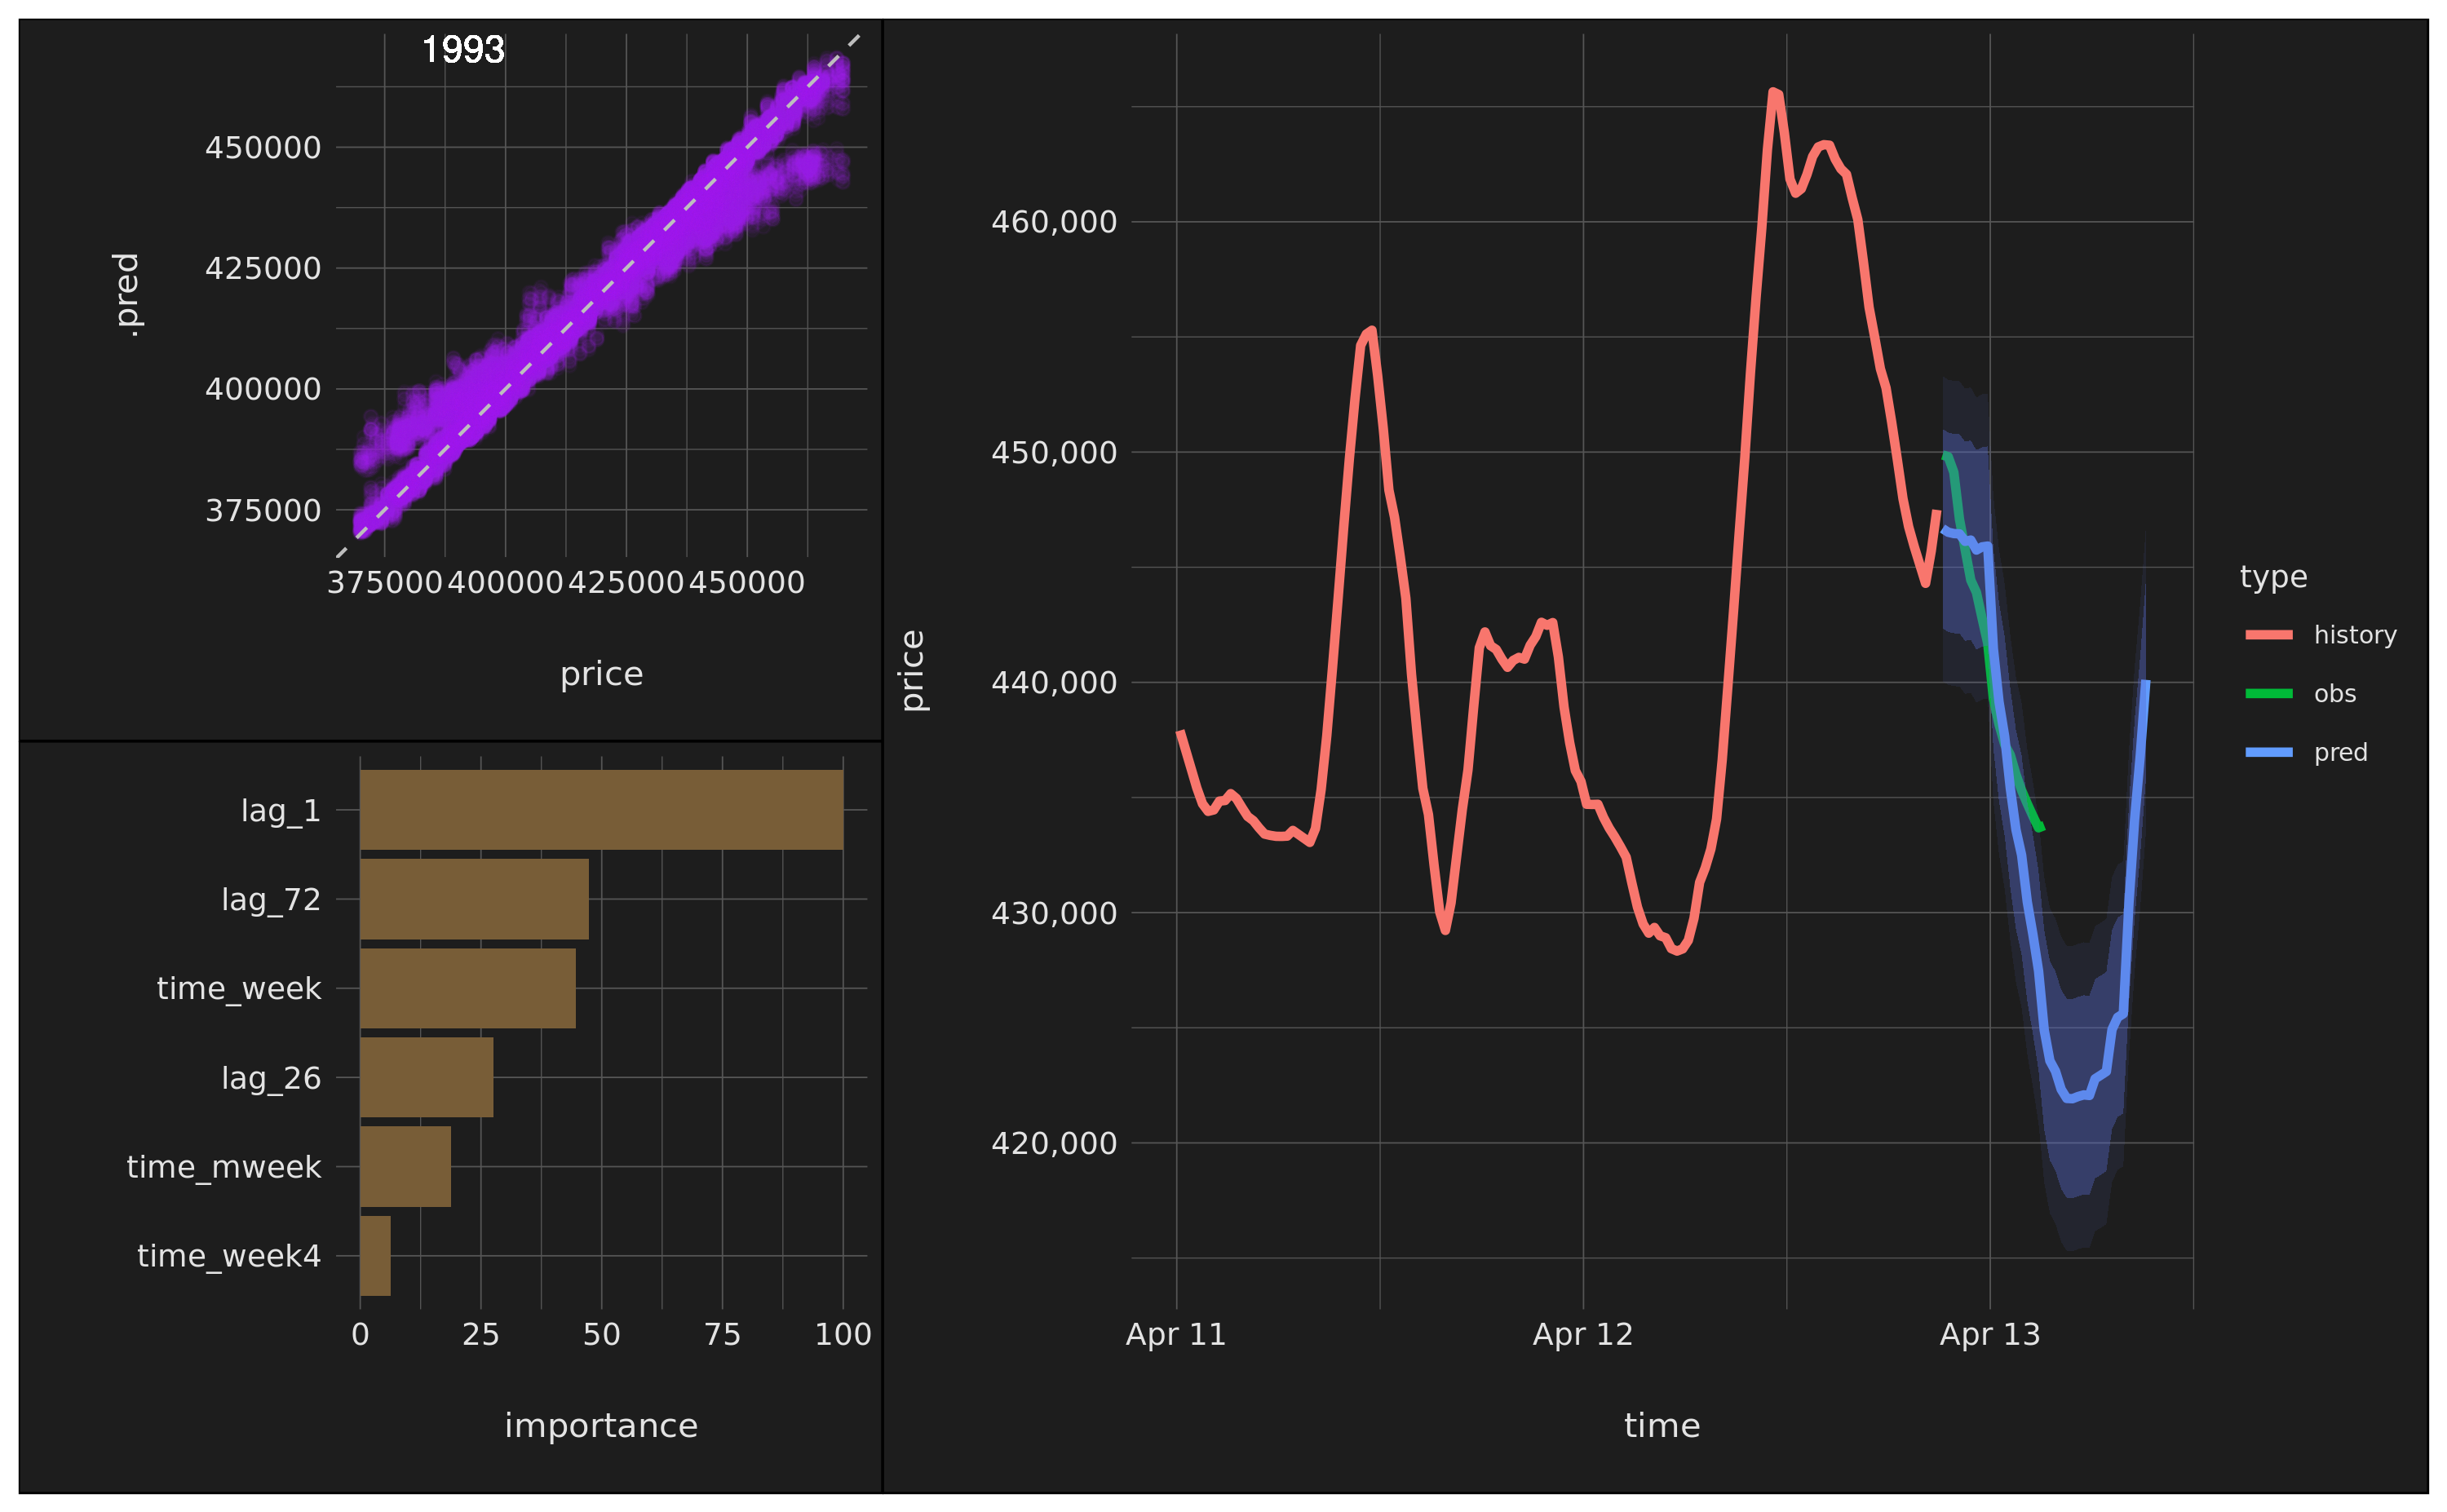 1993
450000
425000
400000
375000
.pred
375000 400000 425000 450000
price
lag_1
lag_72
time_week
lag_26
time_mweek
time_week4
0 25 50 75 100
importance
460,000
450,000
440,000
430,000
420,000
price
Apr 11 Apr 12 Apr 13
time
type
history
obs
pred